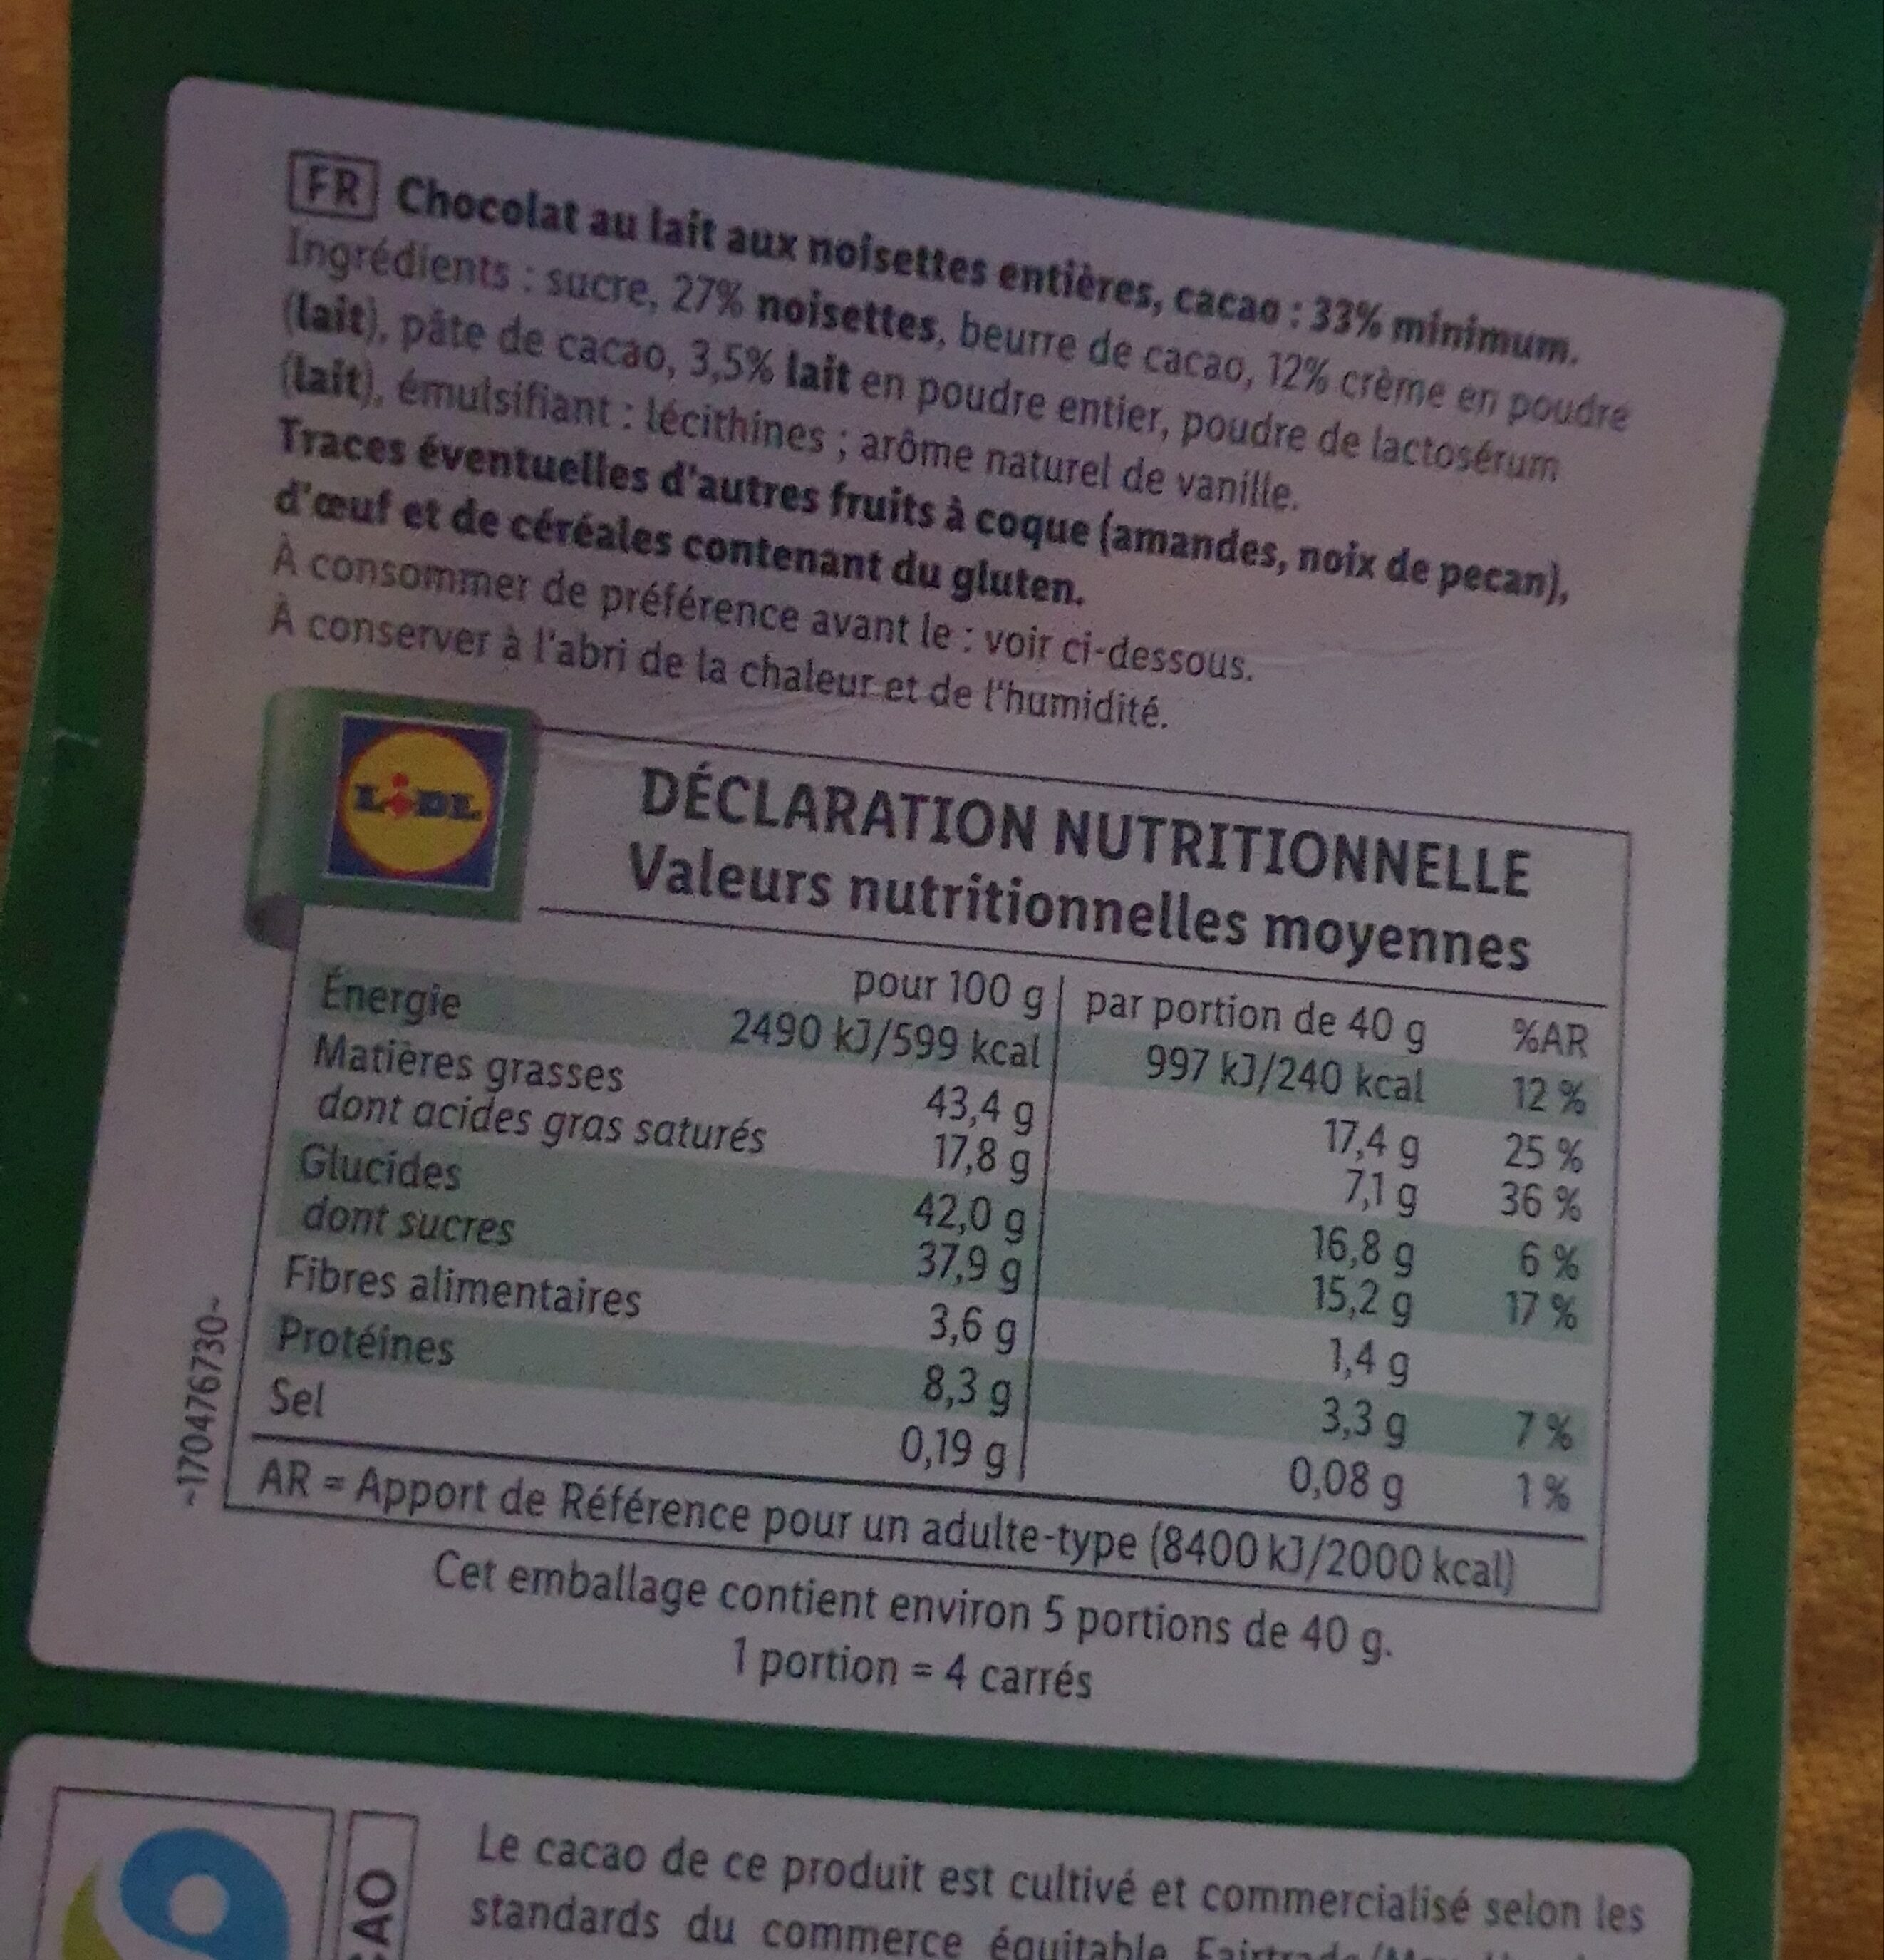 FR Chocolat au lait aux noisettes entières, cacao : 33% minimum.
Ingrédients : sucre, 27% noisettes, beurre de cacao, 12% crème en poudre
(lait), pâte de cacao, 3,5% lait en poudre entier, poudre de lactosérum
(lait), émulsifiant : lécithines ; arôme naturel de vanille.
Traces éventuelles d'autres fruits à coque (amandes, noix de pecan),
d'œuf et de céréales contenant du gluten.
À consommer de préférence avant le : voir ci-dessous.
À conserver à l'abri de la chaleur et de l'humidité.
LIDL
DÉCLARATION NUTRITIONNELLE
Valeurs nutritionnelles moyennes
pour 100 g par portion de 40 g %AR
Énergie 2490 kJ/599 kcal 997 kJ/240 kcal 12 %
Matières grasses 43,4 g 17,4 g 25 %
dont acides gras saturés 17,8 g 7,1 g 36 %
Glucides 42,0 g 16,8 g 6 %
dont sucres 37,9 g 15,2 g 17 %
Fibres alimentaires 3,6 g 1,4 g
Protéines 8,3 g 3,3 g 7 %
Sel 0,19 g 0,08 g 1 %
AR = Apport de Référence pour un adulte-type (8400 kJ/2000 kcal)
~1704767730~
Cet emballage contient environ 5 portions de 40 g.
1 portion = 4 carrés
Le cacao de ce produit est cultivé et commercialisé selon les
standards du commerce équitable Fairtrade